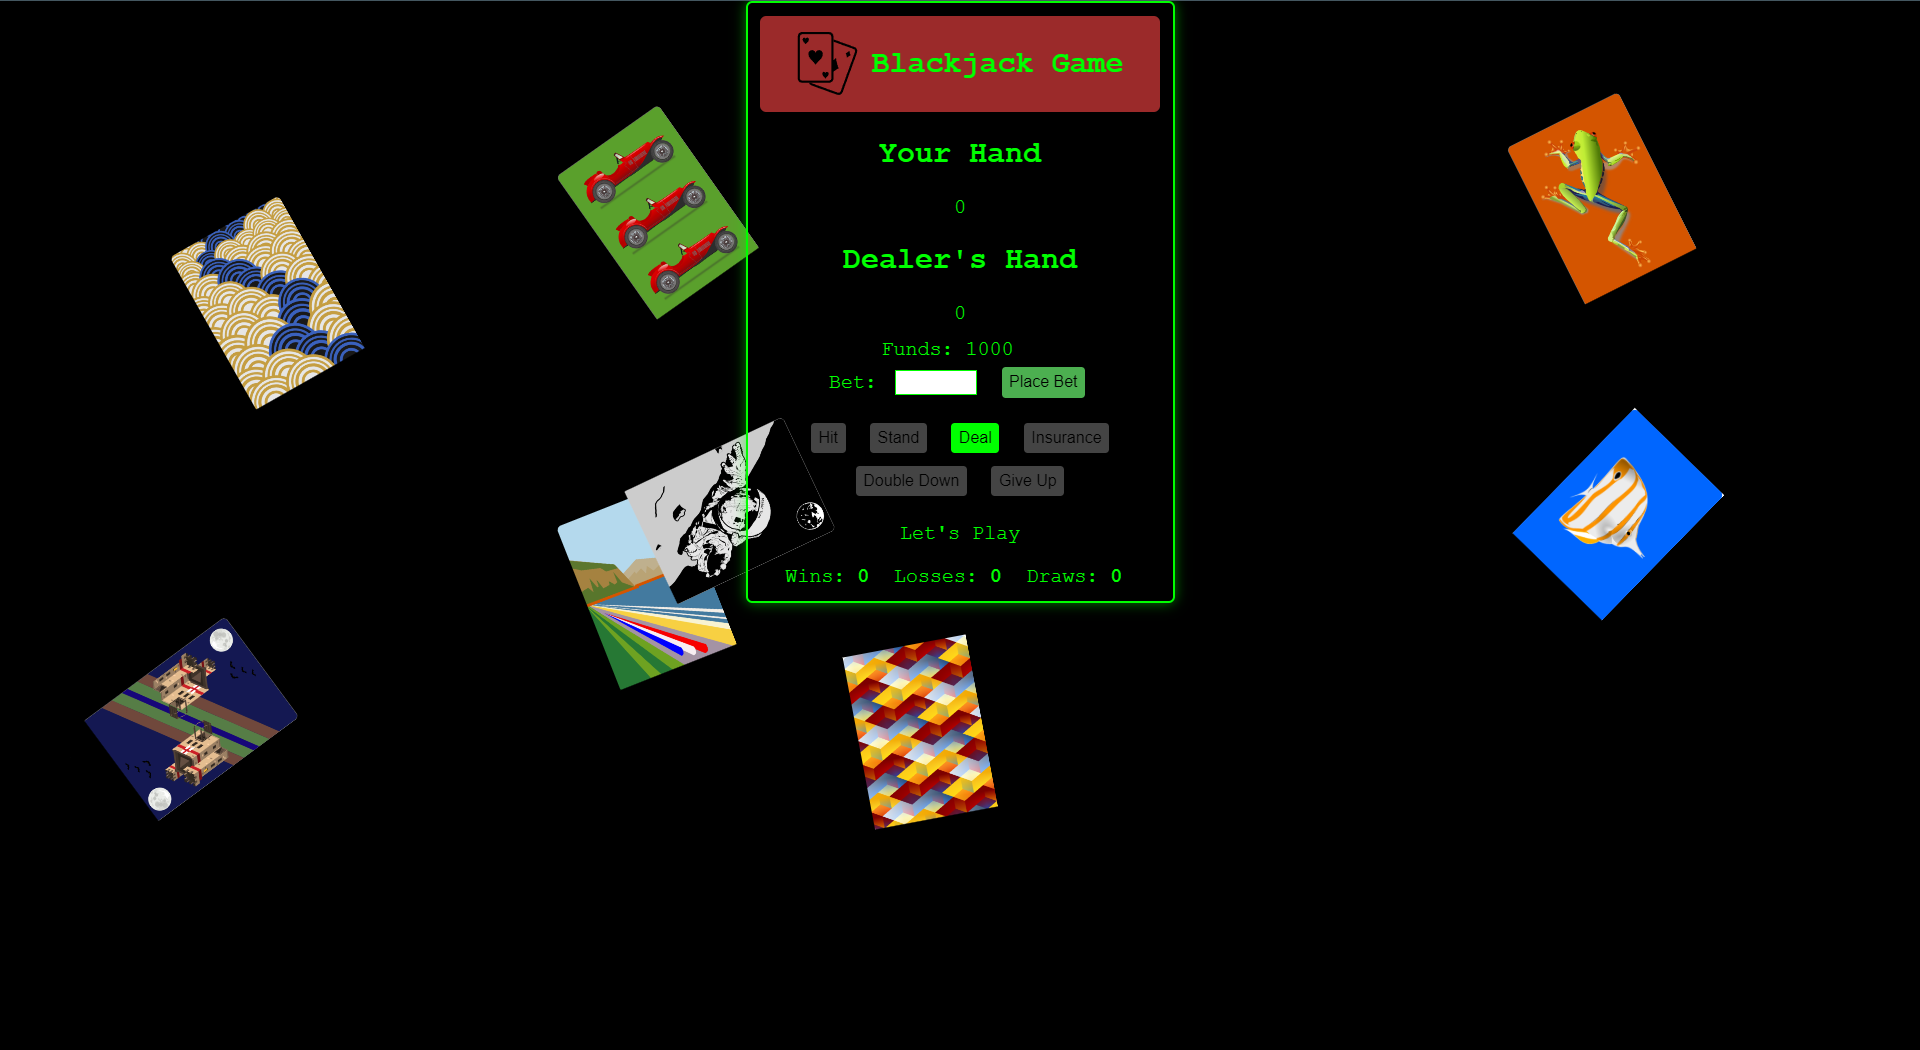 Blackjack Game
Your Hand
0
Dealer's Hand
0
Funds: 1000
Bet: Place Bet
Hit Stand Deal Insurance
Double Down Give Up
Let's Play
Wins: 0 Losses: 0 Draws: 0